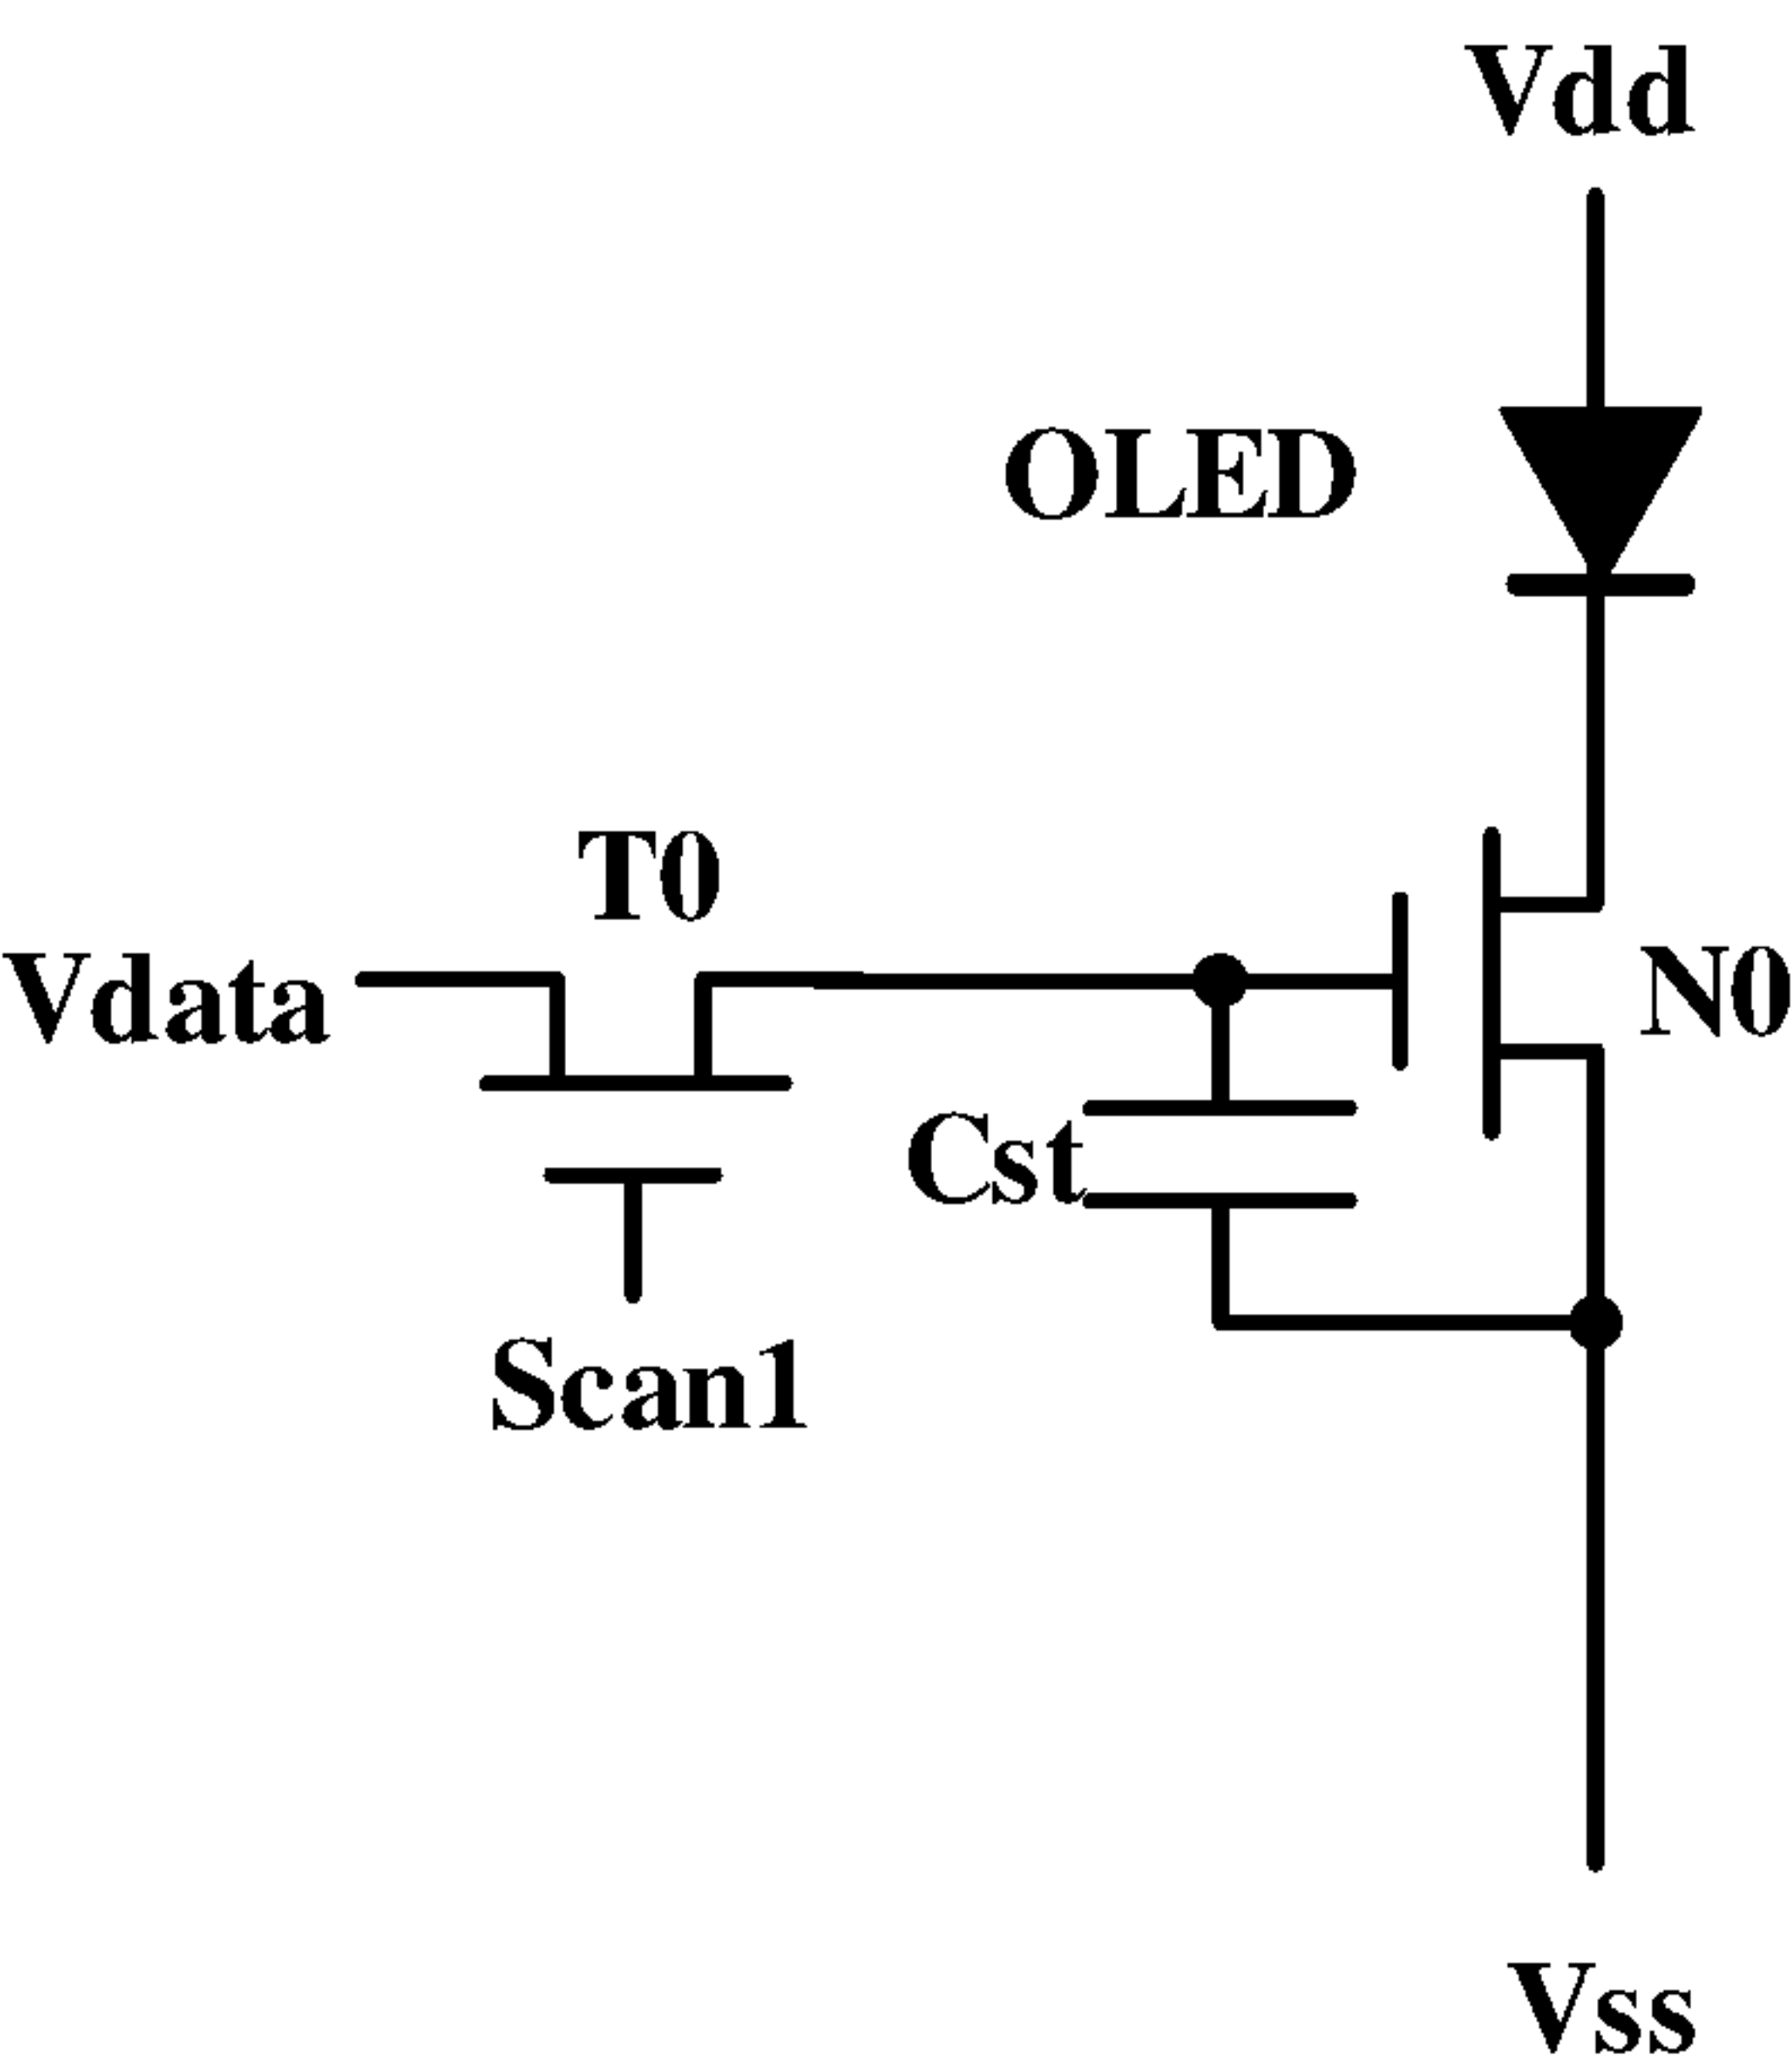 Vdd
OLED
T0
Vdata
N0
Cst
Scan1
Vss